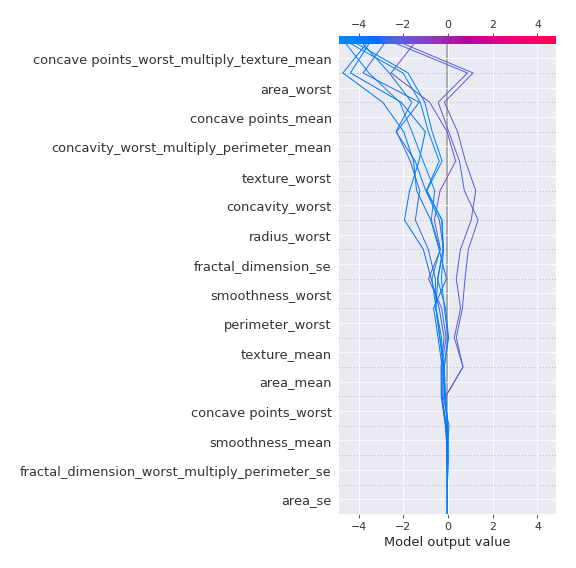 −4 −2 0 2 4
concave points_worst_multiply_texture_mean
area_worst
concave points_mean
concavity_worst_multiply_perimeter_mean
texture_worst
concavity_worst
radius_worst
fractal_dimension_se
smoothness_worst
perimeter_worst
texture_mean
area_mean
concave points_worst
smoothness_mean
fractal_dimension_worst_multiply_perimeter_se
area_se
−4 −2 0 2 4
Model output value